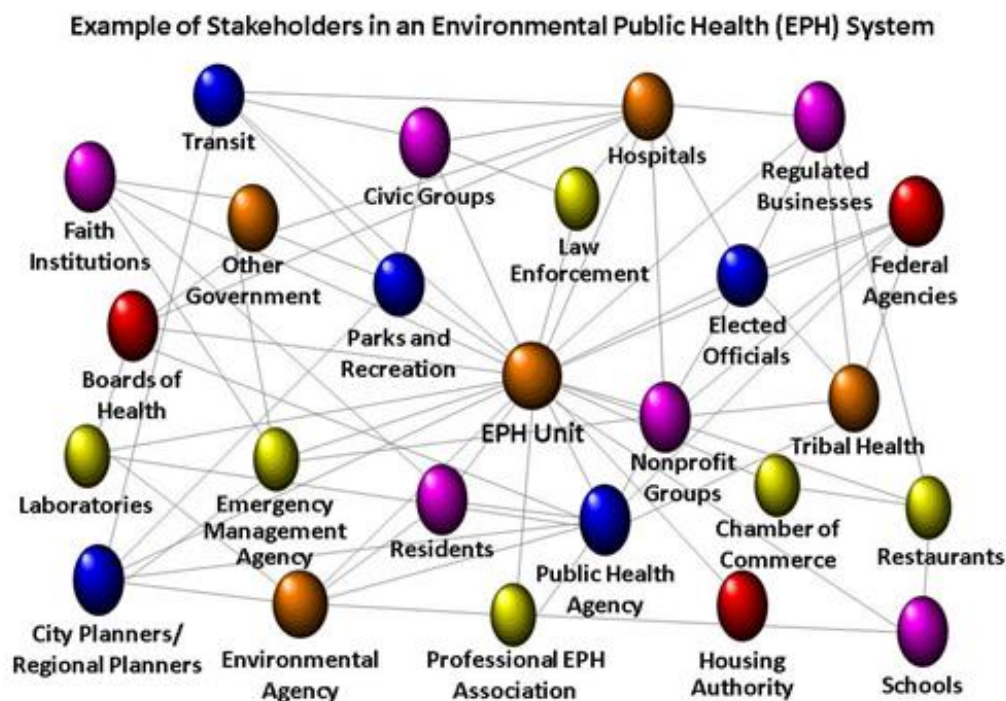 Example of Stakeholders in an Environmental Public Health (EPH) System
Transit
Civic Groups
Hospitals
Regulated
Businesses
Faith
Institutions
Other
Government
Law
Enforcement
Federal
Agencies
Parks and
Recreation
Elected
Officials
Boards of
Health
EPH Unit
Tribal Health
Nonprofit
Groups
Laboratories
Emergency
Management
Agency
Residents
Chamber of
Commerce
Restaurants
Public Health
Agency
City Planners/
Regional Planners
Environmental
Agency
Professional EPH
Association
Housing
Authority
Schools